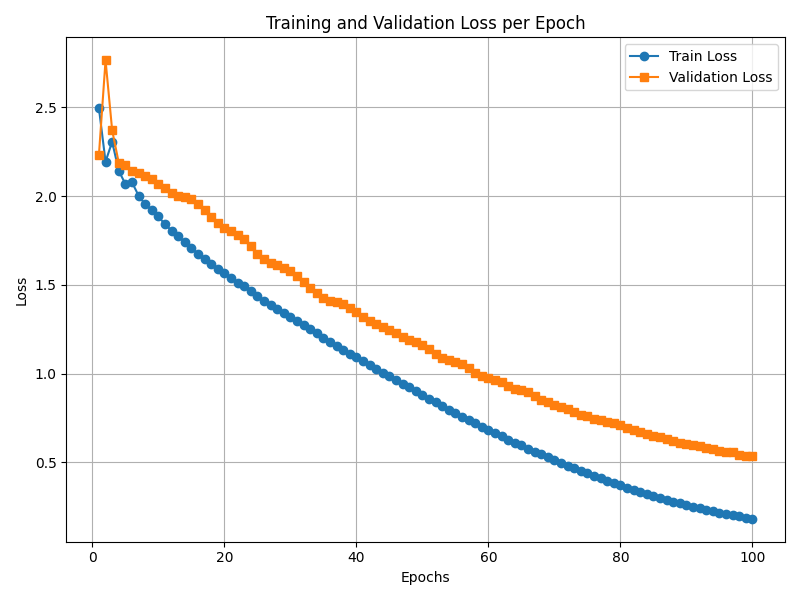 Training and Validation Loss per Epoch
Train Loss
Validation Loss
Loss
2.5
2.0
1.5
1.0
0.5
0 20 40 60 80 100
Epochs